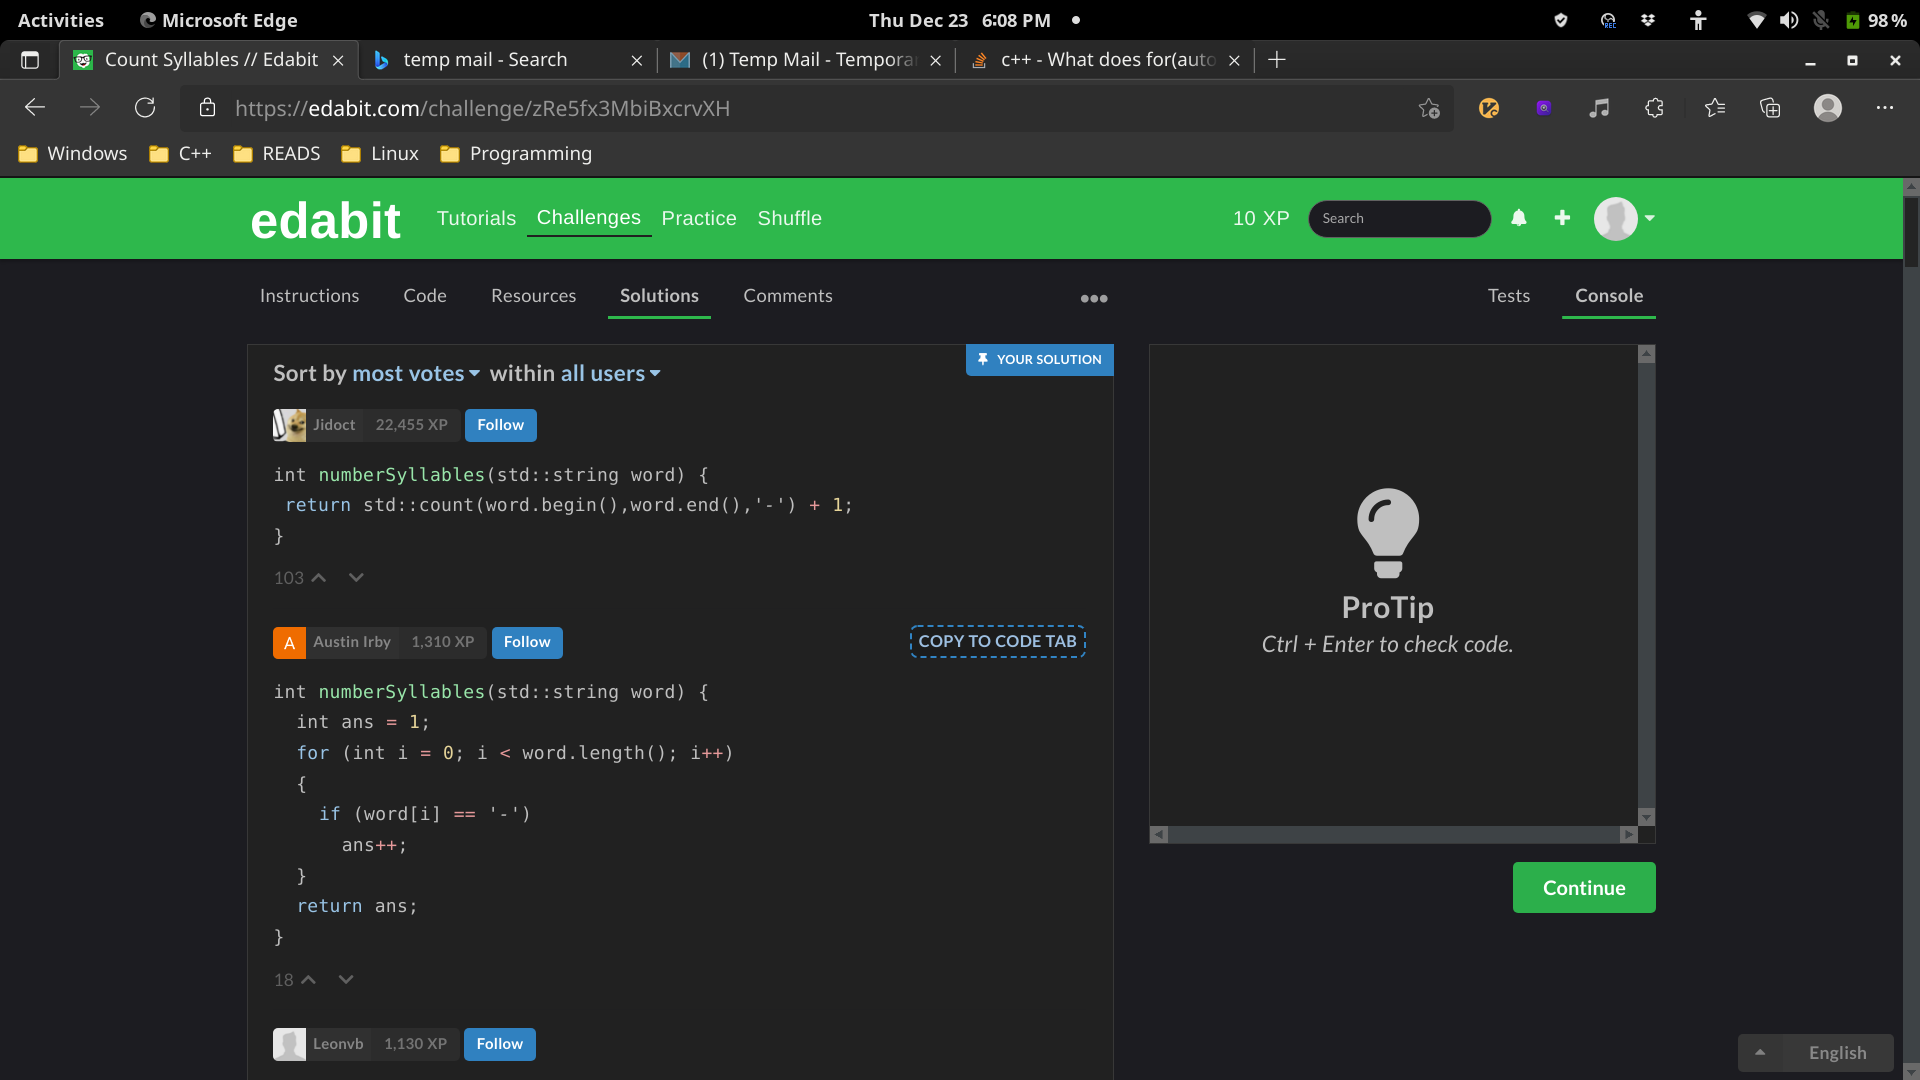 Activities Microsoft Edge Thu Dec 23 6:08 PM 98%
Count Syllables // Edabit temp mail - Search (1) Temp Mail - Tempora c++ - What does for(auto
https://edabit.com/challenge/zRe5fx3MbiBxcrvXH
Windows C++ READS Linux Programming
edabit Tutorials Challenges Practice Shuffle 10 XP Search
Instructions Code Resources Solutions Comments ••• Tests Console
Sort by most votes within all users YOUR SOLUTION
Jidoct 22,455 XP Follow
int numberSyllables(std::string word) {
return std::count(word.begin(),word.end(),'-') + 1;
}
103
A Austin Irby 1,310 XP Follow COPY TO CODE TAB
int numberSyllables(std::string word) {
int ans = 1;
for (int i = 0; i < word.length(); i++)
{
if (word[i] == '-')
ans++;
}
return ans;
}
18
Leonvb 1,130 XP Follow
ProTip
Ctrl + Enter to check code.
Continue
English